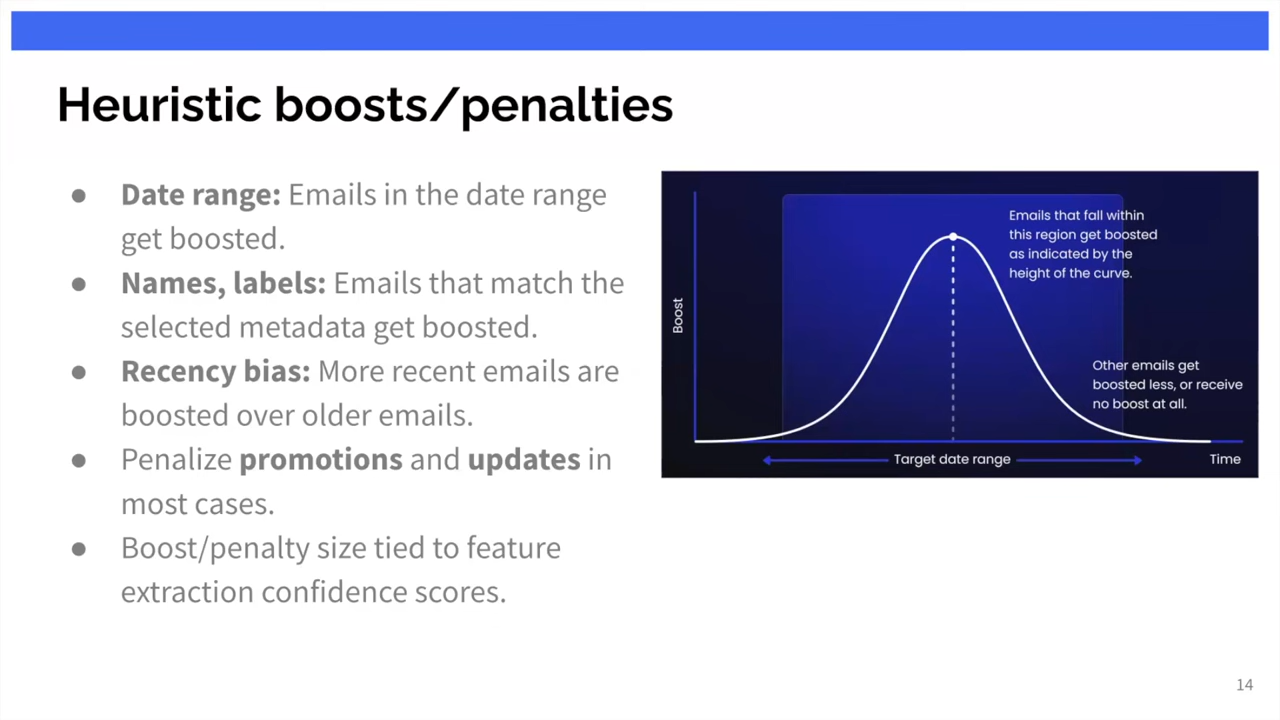 Heuristic boosts/penalties
● Date range: Emails in the date range
get boosted.
● Names, labels: Emails that match the
selected metadata get boosted.
● Recency bias: More recent emails are
boosted over older emails.
● Penalize promotions and updates in
most cases.
● Boost/penalty size tied to feature
extraction confidence scores.
Emails that fall within
this region get boosted
as indicated by the
height of the curve.
Boost
Other emails get
boosted less, or receive
no boost at all.
Target date range
Time
14